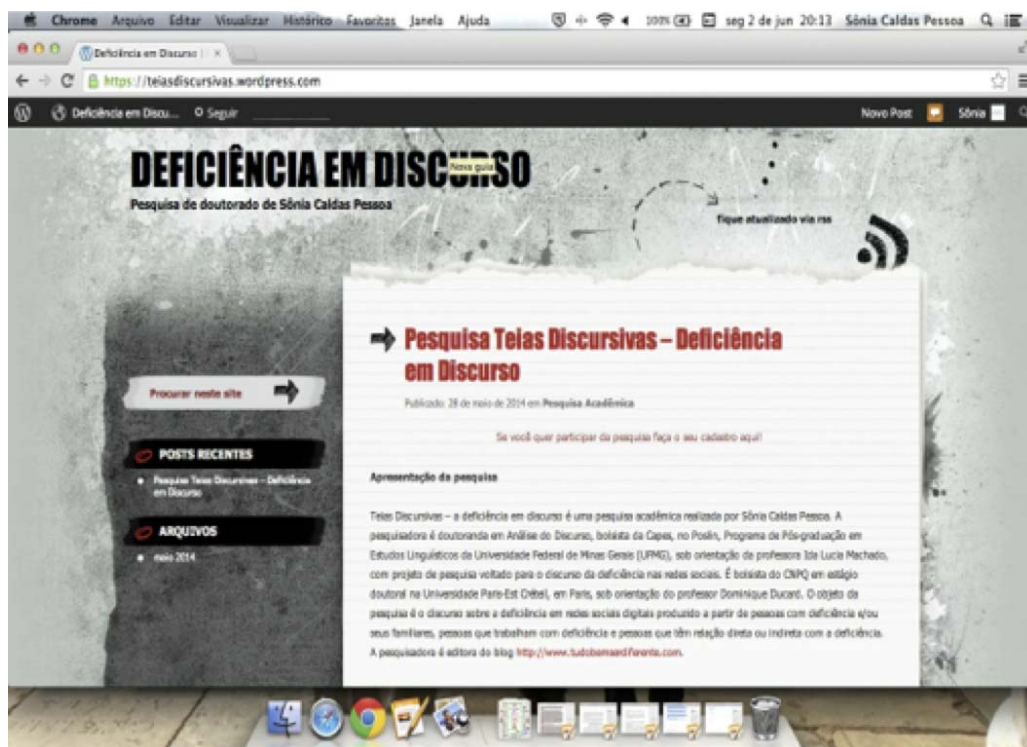 Chrome Arquivo Editar Visualizar Histórico Favoritos Janela Ajuda
100% seg 2 de jun 20:13 Sônia Caldas Pessoa
Deficiência em Discurso
https://teiasdiscursivas.wordpress.com
Deficiência em Discu... Seguir
Novo Post Sônia
DEFICIÊNCIA EM DISCURSO
Nova guia
Pesquisa de doutorado de Sônia Caldas Pessoa
fique atualizado via rss
Procurar neste site
POSTS RECENTES
Pesquisa Teias Discursivas – Deficiência
em Discurso
ARQUIVOS
maio 2014
Pesquisa Teias Discursivas – Deficiência
em Discurso
Publicado: 28 de maio de 2014 em Pesquisa Acadêmica
Se você quer participar da pesquisa faça o seu cadastro aqui!
Apresentação da pesquisa
Teias Discursivas – a deficiência em discurso é uma pesquisa acadêmica realizada por Sônia Caldas Pessoa. A
pesquisadora é doutoranda em Análise do Discurso, bolsista da Capes, no Poslin, Programa de Pós-graduação em
Estudos Linguísticos da Universidade Federal de Minas Gerais (UFMG), sob orientação da professora Ida Lucia Machado,
com projeto de pesquisa voltado para o discurso da deficiência nas redes sociais. É bolsista do CNPQ em estágio
doutoral na Universidade Paris-Est Créteil, em Paris, sob orientação do professor Dominique Ducard. O objeto da
pesquisa é o discurso sobre a deficiência em redes sociais digitais produzido a partir de pessoas com deficiência e/ou
seus familiares, pessoas que trabalham com deficiência e pessoas que têm relação direta ou indireta com a deficiência.
A pesquisadora é editora do blog http://www.tudobemserdiferente.com.